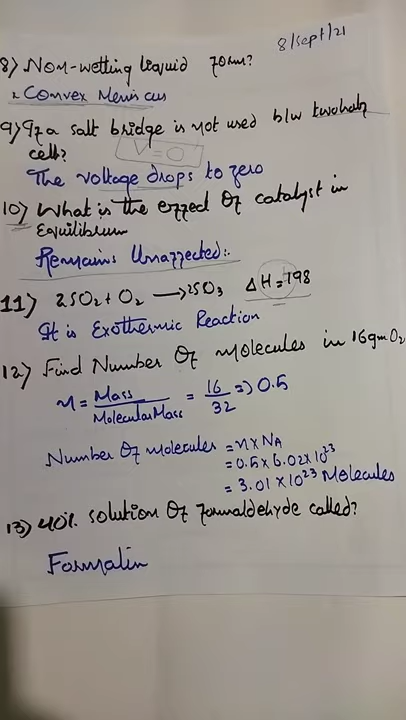 8/Sept/21
8) Non-wetting liquid form?
Convex Meniscus
9) If a salt bridge is not used b/w two half
cell?
V=0
The voltage drops to zero
10) What is the effect Of catalyst in
Equilibrium
Remains Unaffected:-
11) 2SO2 + O2 → 2SO3 ΔH = 198
It is Exothermic Reaction
12) Find Number Of Molecules in 16gm O2
n = Mass / Molecular Mass = 16 / 32 => 0.5
Number Of molecules = n x NA
= 0.5 x 6.02 x 10^23
= 3.01 x 10^23 Molecules
13) 40% solution Of formaldehyde called?
Formalin